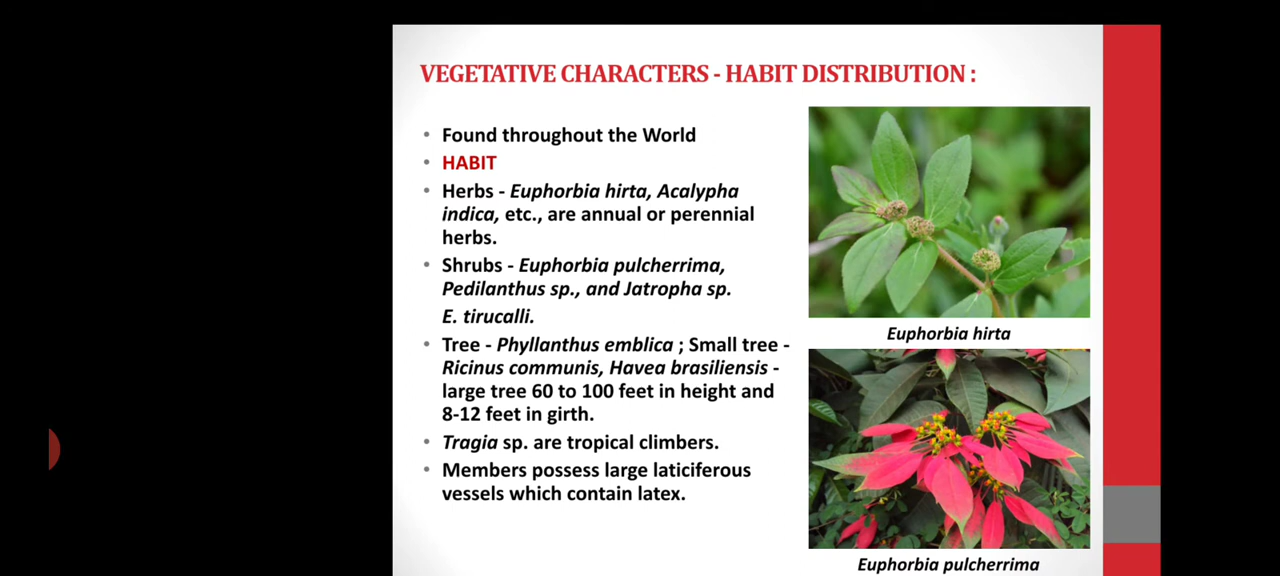 VEGETATIVE CHARACTERS - HABIT DISTRIBUTION :
• Found throughout the World
• HABIT
• Herbs - Euphorbia hirta, Acalypha
indica, etc., are annual or perennial
herbs.
• Shrubs - Euphorbia pulcherrima,
Pedilanthus sp., and Jatropha sp.
E. tirucalli.
• Tree - Phyllanthus emblica ; Small tree -
Ricinus communis, Havea brasiliensis -
large tree 60 to 100 feet in height and
8-12 feet in girth.
• Tragia sp. are tropical climbers.
• Members possess large laticiferous
vessels which contain latex.
Euphorbia hirta
Euphorbia pulcherrima